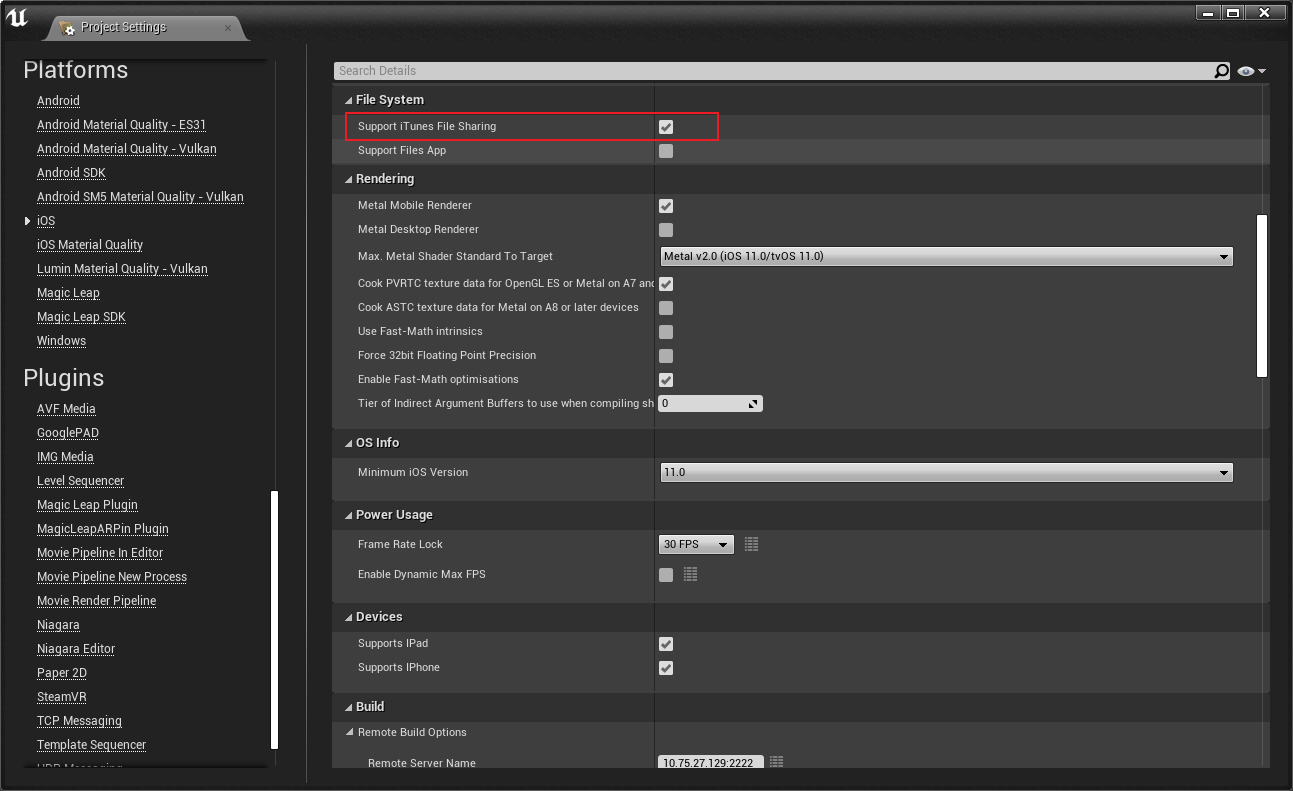 Project Settings
Platforms
Android
Android Material Quality - ES31
Android Material Quality - Vulkan
Android SDK
Android SM5 Material Quality - Vulkan
iOS
iOS Material Quality
Lumin Material Quality - Vulkan
Magic Leap
Magic Leap SDK
Windows
Plugins
AVF Media
GooglePAD
IMG Media
Level Sequencer
Magic Leap Plugin
MagicLeapARPin Plugin
Movie Pipeline In Editor
Movie Pipeline New Process
Movie Render Pipeline
Niagara
Niagara Editor
Paper 2D
SteamVR
TCP Messaging
Template Sequencer
Search Details
File System
Support iTunes File Sharing
Support Files App
Rendering
Metal Mobile Renderer
Metal Desktop Renderer
Max. Metal Shader Standard To Target Metal v2.0 (iOS 11.0/tvOS 11.0)
Cook PVRTC texture data for OpenGL ES or Metal on A7 and
Cook ASTC texture data for Metal on A8 or later devices
Use Fast-Math intrinsics
Force 32bit Floating Point Precision
Enable Fast-Math optimisations
Tier of Indirect Argument Buffers to use when compiling sh 0
OS Info
Minimum iOS Version 11.0
Power Usage
Frame Rate Lock 30 FPS
Enable Dynamic Max FPS
Devices
Supports IPad
Supports IPhone
Build
Remote Build Options
Remote Server Name 10.75.27.129:2222